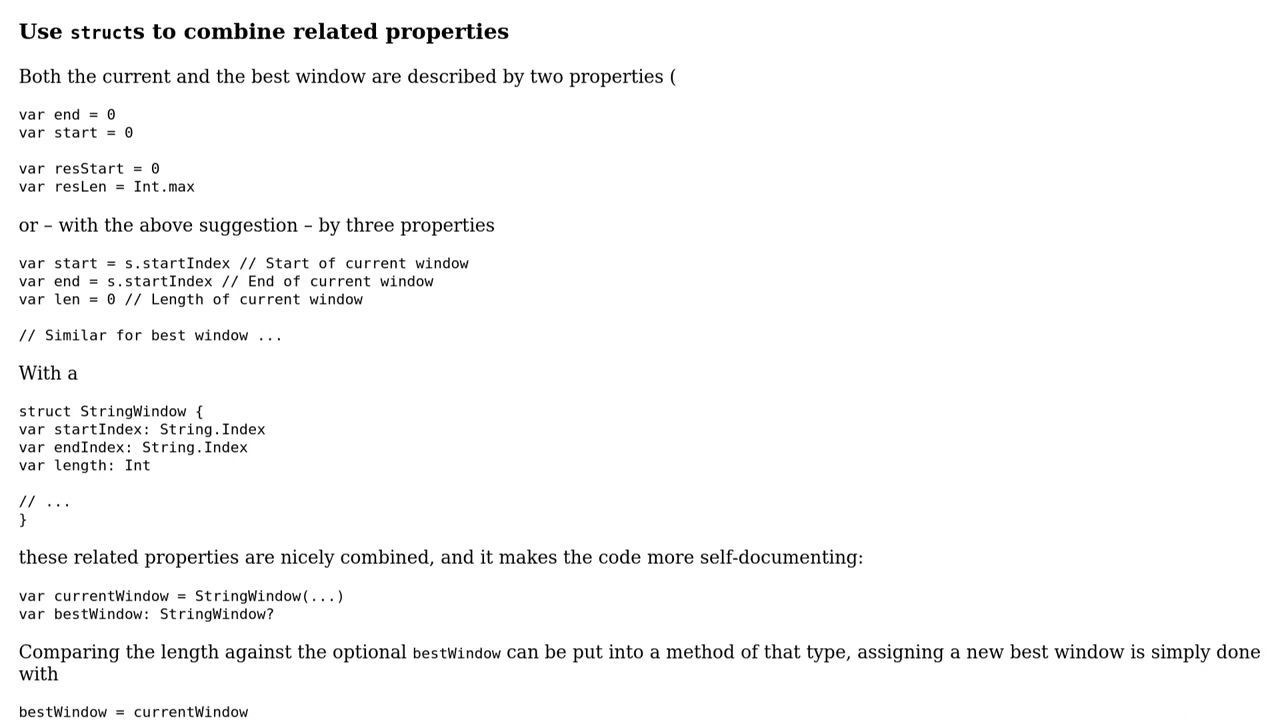 Use structs to combine related properties
Both the current and the best window are described by two properties (
var end = 0
var start = 0
var resStart = 0
var resLen = Int.max
or – with the above suggestion – by three properties
var start = s.startIndex // Start of current window
var end = s.startIndex // End of current window
var len = 0 // Length of current window
// Similar for best window ...
With a
struct StringWindow {
var startIndex: String.Index
var endIndex: String.Index
var length: Int
// ...
}
these related properties are nicely combined, and it makes the code more self-documenting:
var currentWindow = StringWindow(...)
var bestWindow: StringWindow?
Comparing the length against the optional bestWindow can be put into a method of that type, assigning a new best window is simply done
with
bestWindow = currentWindow